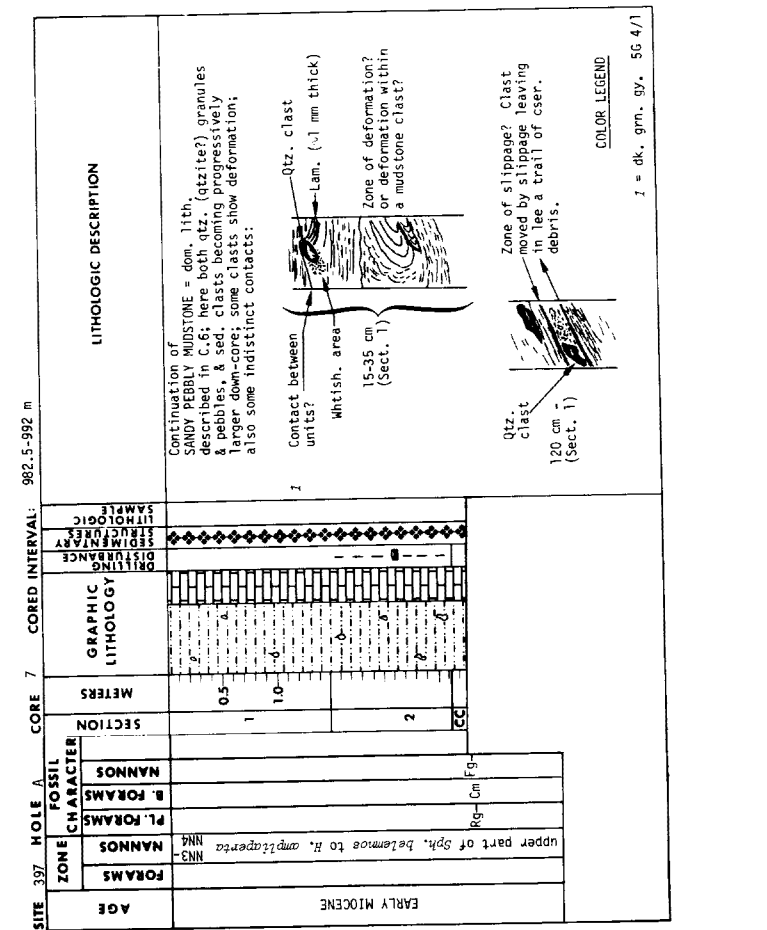 SITE 397 HOLE A CORE 7 CORED INTERVAL: 982.5-992 m
AGE
ZONE
FORAMS
NANNOS
FOSSIL
CHARACTER
PL. FORAMS
B. FORAMS
NANNOS
SECTION
METERS
GRAPHIC
LITHOLOGY
DRILLING
DISTURBANCE
SEDIMENTARY
STRUCTURES
LITHOLOGIC
SAMPLE
LITHOLOGIC DESCRIPTION
EARLY MIOCENE
NN3-
NN4
upper part of Sph. belemnos to H. ampliaperta
Rg-
Cm
Fg-
1
2
CC
0.5
1.0
1
Continuation of
SANDY PEBBLY MUDSTONE = dom. lith.
described in C.6; here both qtz. (qtzite?) granules
& pebbles, & sed. clasts becoming progressively
larger down-core; some clasts show deformation;
also some indistinct contacts:
Contact between
units?
Whtish. area
15-35 cm
(Sect. 1)
Qtz. clast
Lam. (~1 mm thick)
Zone of deformation?
or deformation within
a mudstone clast?
Qtz.
clast
120 cm -
(Sect. 1)
Zone of slippage? Clast
moved by slippage leaving
in lee a trail of cser.
debris.
COLOR LEGEND
1 = dk. grn. gy. 5G 4/1